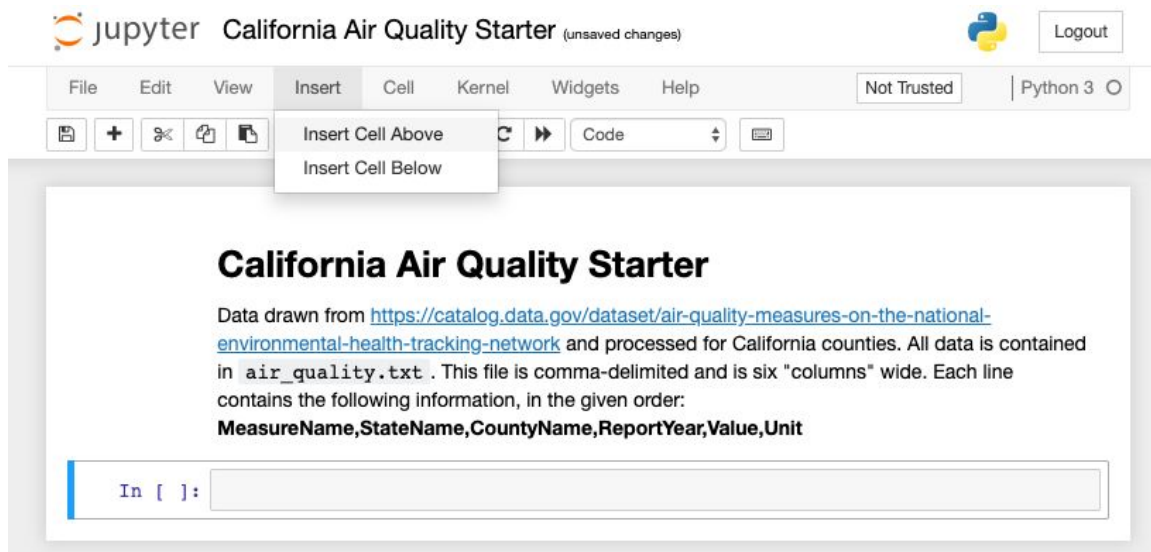 jupyter California Air Quality Starter (unsaved changes) Logout
File Edit View Insert Cell Kernel Widgets Help Not Trusted Python 3
Insert Cell Above Code
Insert Cell Below
California Air Quality Starter
Data drawn from https://catalog.data.gov/dataset/air-quality-measures-on-the-national-
environmental-health-tracking-network and processed for California counties. All data is contained
in air_quality.txt. This file is comma-delimited and is six "columns" wide. Each line
contains the following information, in the given order:
MeasureName,StateName,CountyName,ReportYear,Value,Unit
In [ ]: